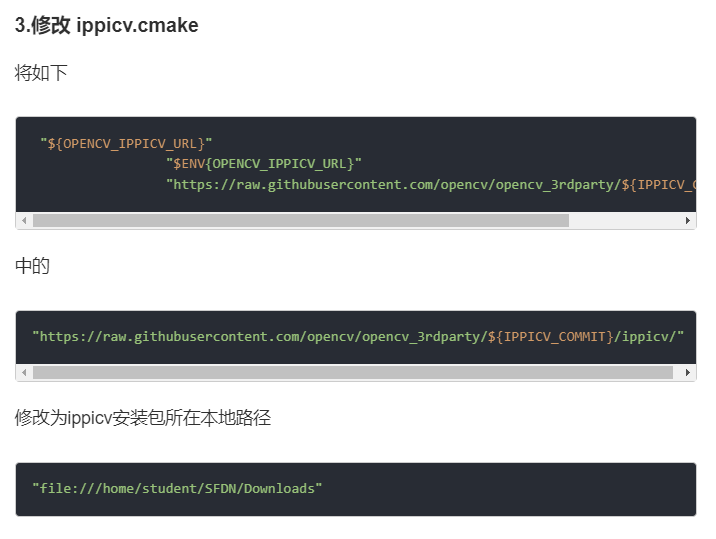 3.修改 ippicv.cmake
将如下
"${OPENCV_IPPICV_URL}"
"$ENV{OPENCV_IPPICV_URL}"
"https://raw.githubusercontent.com/opencv/opencv_3rdparty/${IPPICV_
中的
"https://raw.githubusercontent.com/opencv/opencv_3rdparty/${IPPICV_COMMIT}/ippicv/"
修改为ippicv安装包所在本地路径
"file:///home/student/SFDN/Downloads"